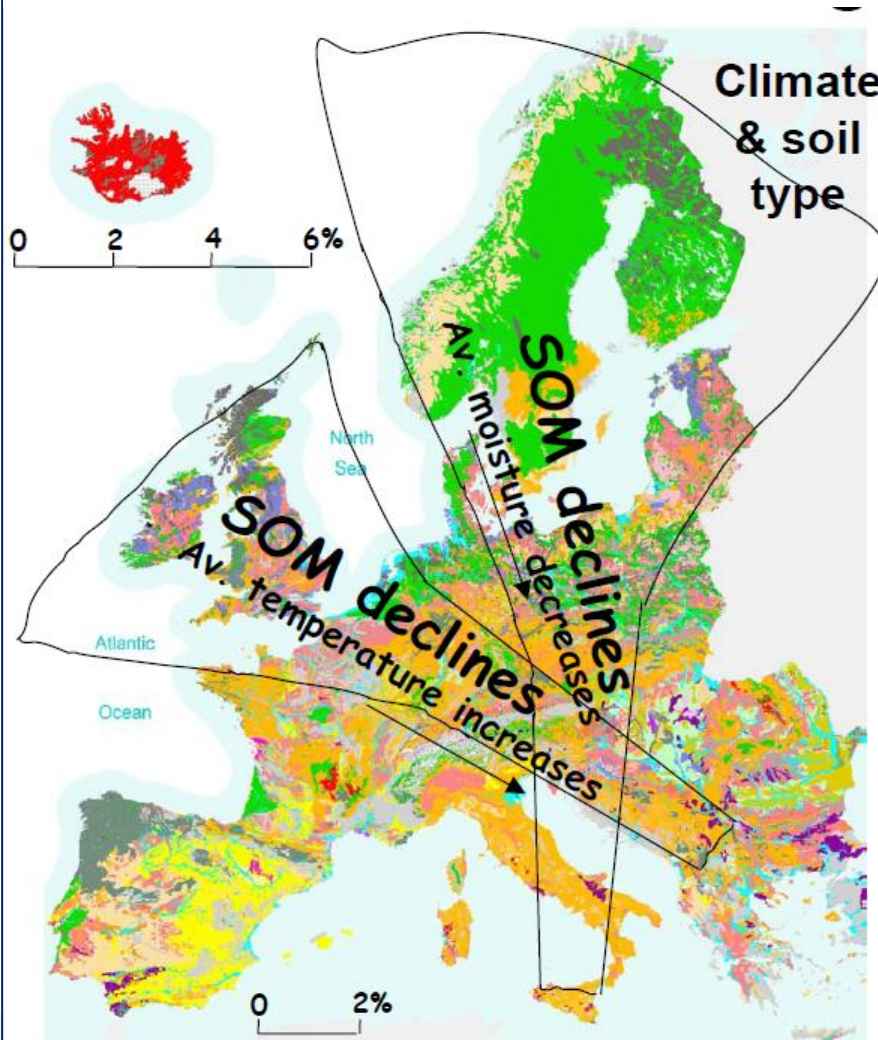 Climate
& soil
type
0 2 4 6%
North
Sea
SOM declines
Av. moisture decreases
SOM declines
Av. temperature increases
Atlantic
Ocean
0 2%